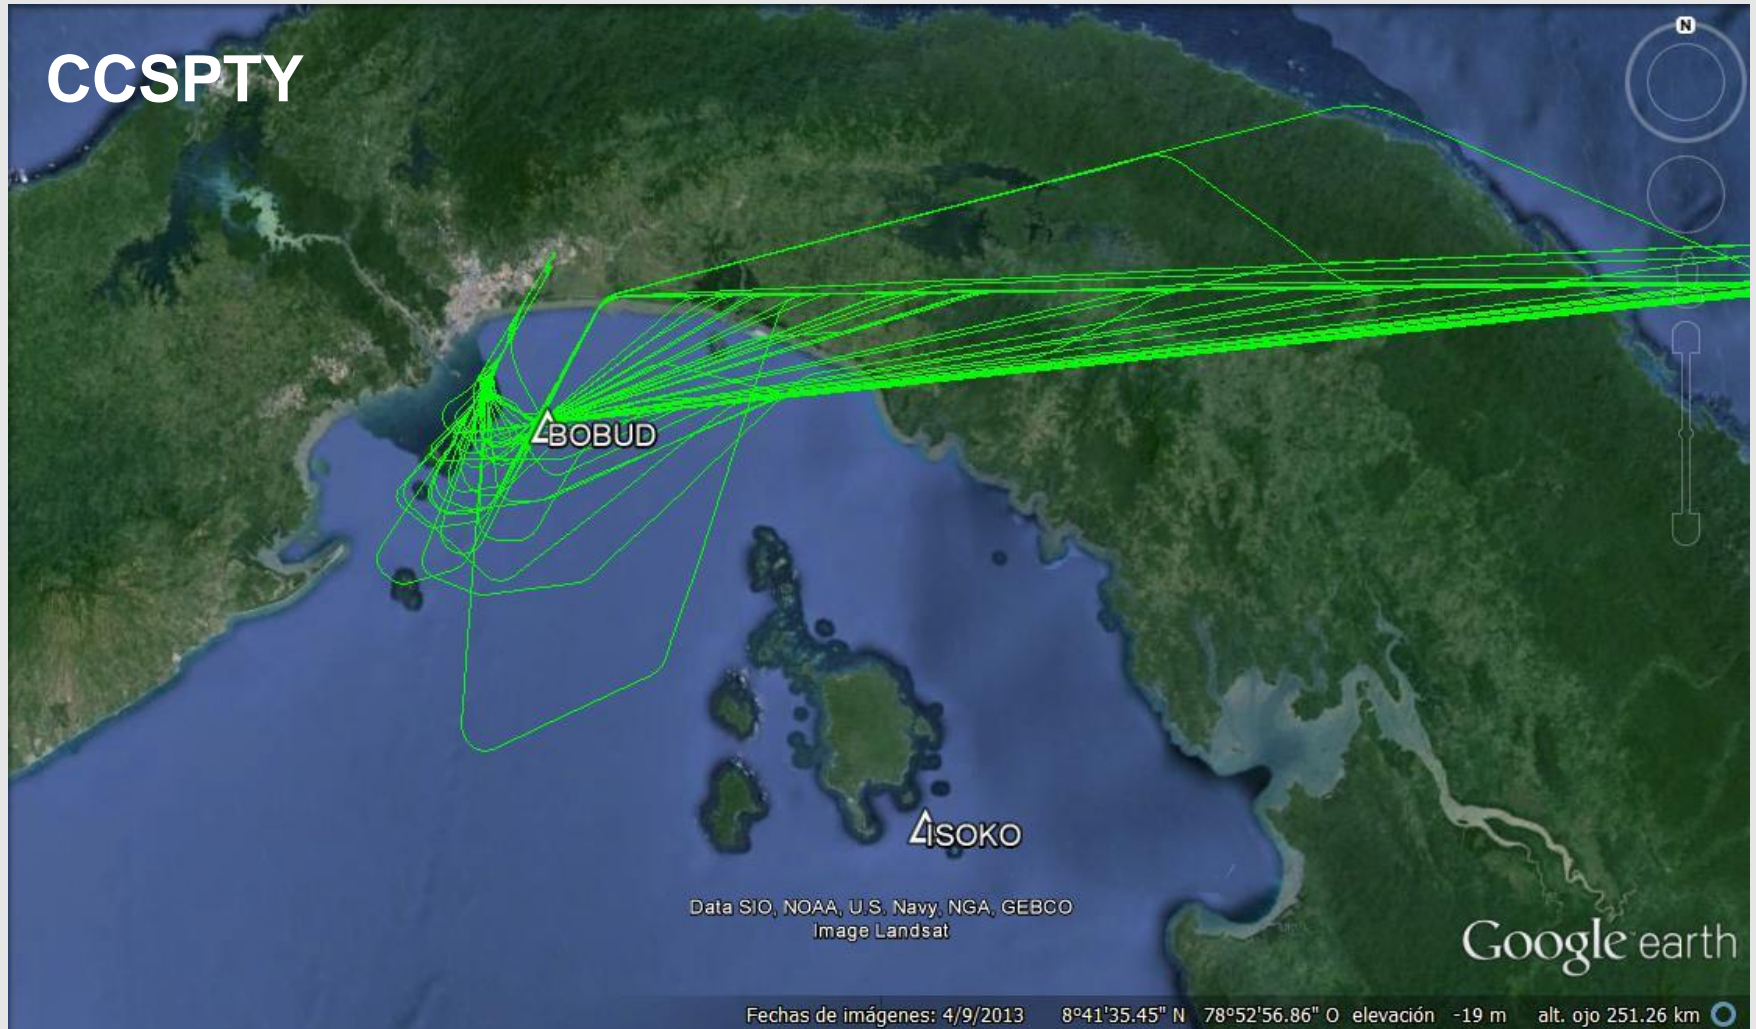 CCSPTY
N
BOBUD
ISOKO
Data SIO, NOAA, U.S. Navy, NGA, GEBCO
Image Landsat
Google earth
Fechas de imágenes: 4/9/2013 8°41'35.45" N 78°52'56.86" O elevación -19 m alt. ojo 251.26 km